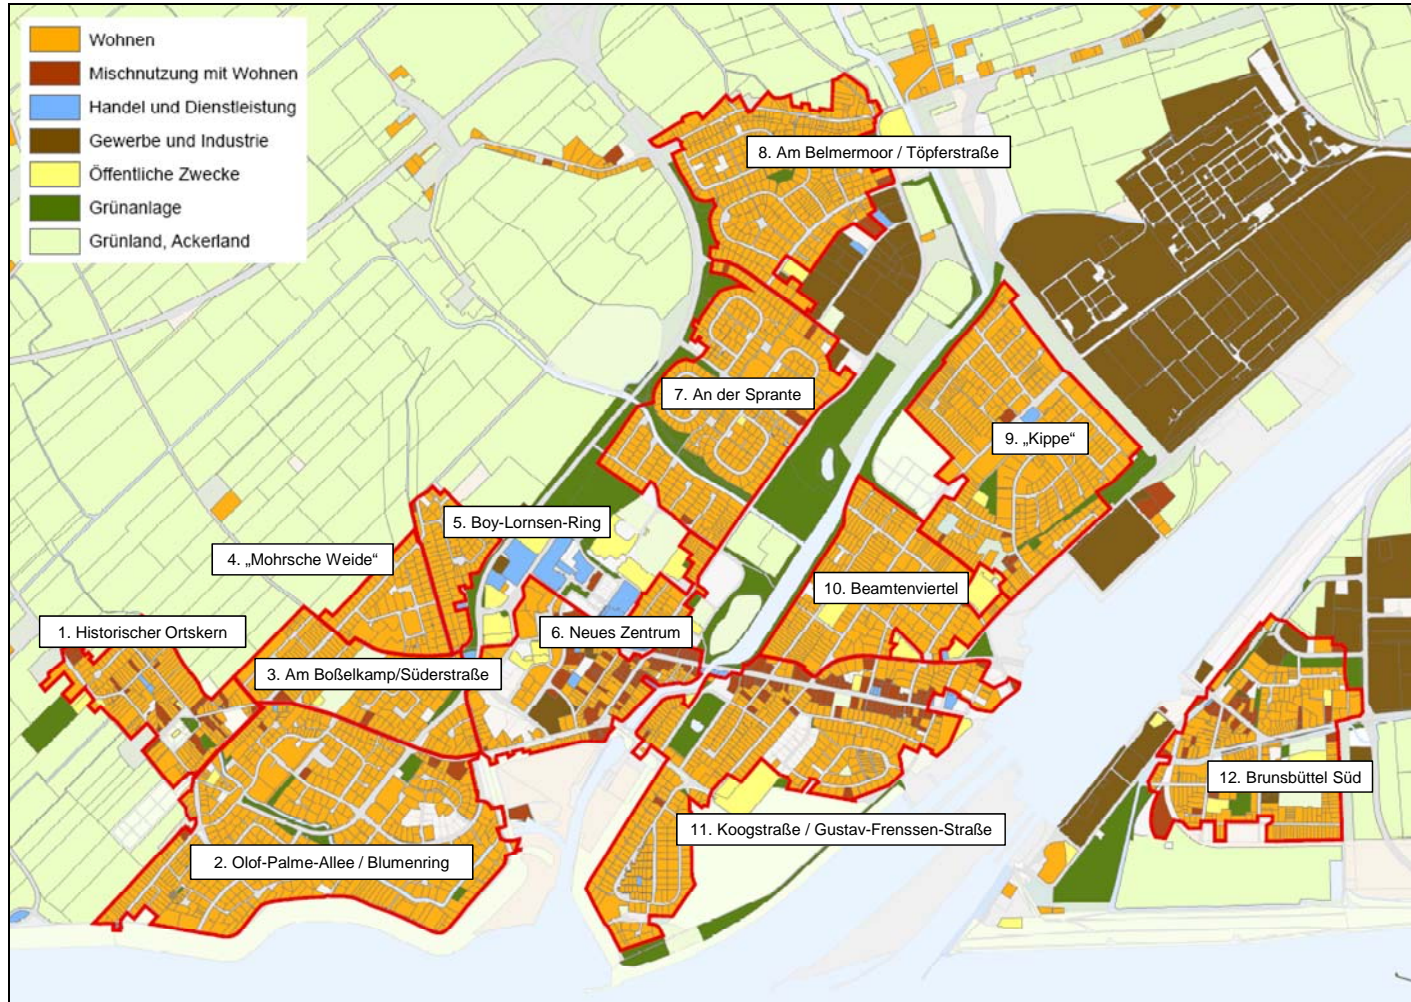 Wohnen
Mischnutzung mit Wohnen
Handel und Dienstleistung
Gewerbe und Industrie
Öffentliche Zwecke
Grünanlage
Grünland, Ackerland
8. Am Belmermoor / Töpferstraße
7. An der Sprante
9. „Kippe“
5. Boy-Lornsen-Ring
4. „Mohrsche Weide“
10. Beamtenviertel
1. Historischer Ortskern
6. Neues Zentrum
3. Am Boßelkamp/Süderstraße
12. Brunsbüttel Süd
11. Koogstraße / Gustav-Frenssen-Straße
2. Olof-Palme-Allee / Blumenring